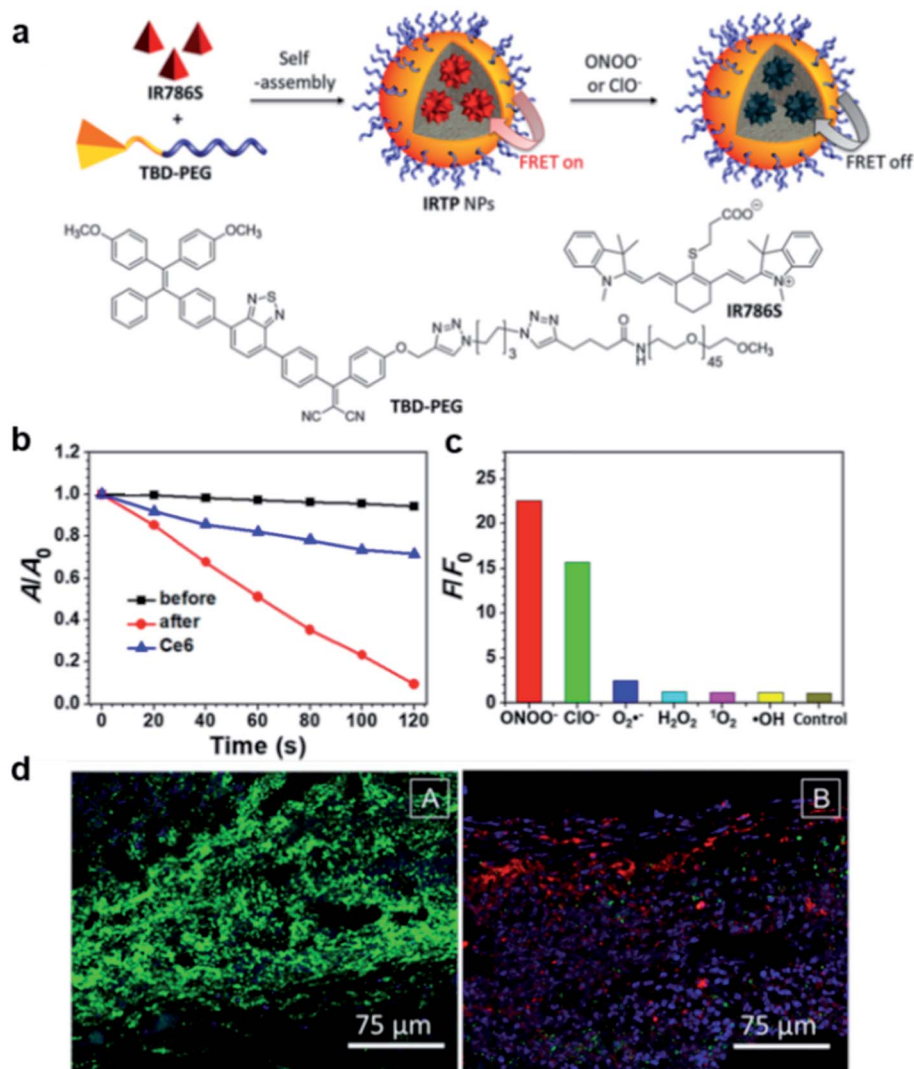 a
IR786S
+
TBD-PEG
Self
-assembly
IRTP NPs
FRET on
ONOO⁻
or ClO⁻
FRET off
CH₃O
OCH₃
N
S
N
NC
CN
O
N
N
N
3
N
N
N
O
N
H
O
45
OCH₃
TBD-PEG
COO⊖
S
N
N⊕
IR786S
b
A/A₀
1.2
1.0
0.8
0.6
0.4
0.2
0.0
before
after
Ce6
0
20
40
60
80
100
120
Time (s)
c
F/F₀
25
20
15
10
5
0
ONOO⁻
ClO⁻
O₂•⁻
H₂O₂
¹O₂
•OH
Control
d
A
75 μm
B
75 μm